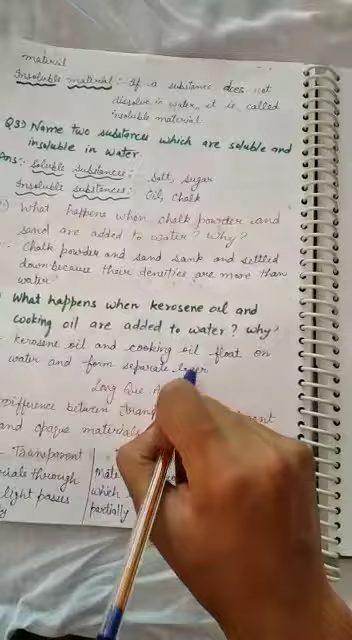 material
Insoluble material :- If a substance does not
dissolve in water, it is called
insoluble material.
Q3) Name two substances which are soluble and
insoluble in water.
Ans:- Soluble substances: Salt, sugar
Insoluble substances: Oil, Chalk
What happens when chalk powder and
sand are added to water? Why?
:- Chalk powder and sand sank and settled
down because their densities are more than
water
What happens when kerosene oil and
cooking oil are added to water? Why?
kerosene oil and cooking oil float on
water and form separate layer
Long Que
Difference between
and opaque materials
Transparent
through
light passes
which
partially